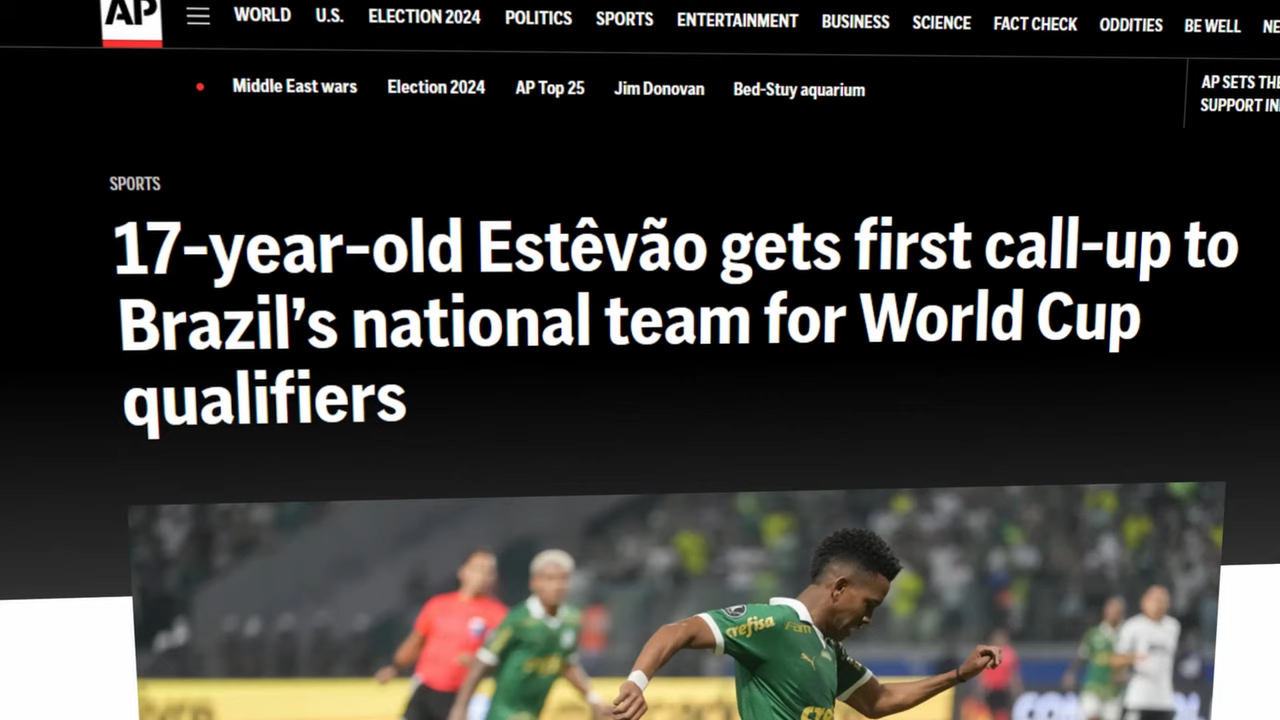 AP
WORLD U.S. ELECTION 2024 POLITICS SPORTS ENTERTAINMENT BUSINESS SCIENCE FACT CHECK ODDITIES BE WELL
Middle East wars Election 2024 AP Top 25 Jim Donovan Bed-Stuy aquarium
AP SETS THE
SUPPORT
SPORTS
17-year-old Estêvão gets first call-up to
Brazil's national team for World Cup
qualifiers
crefisa Fam